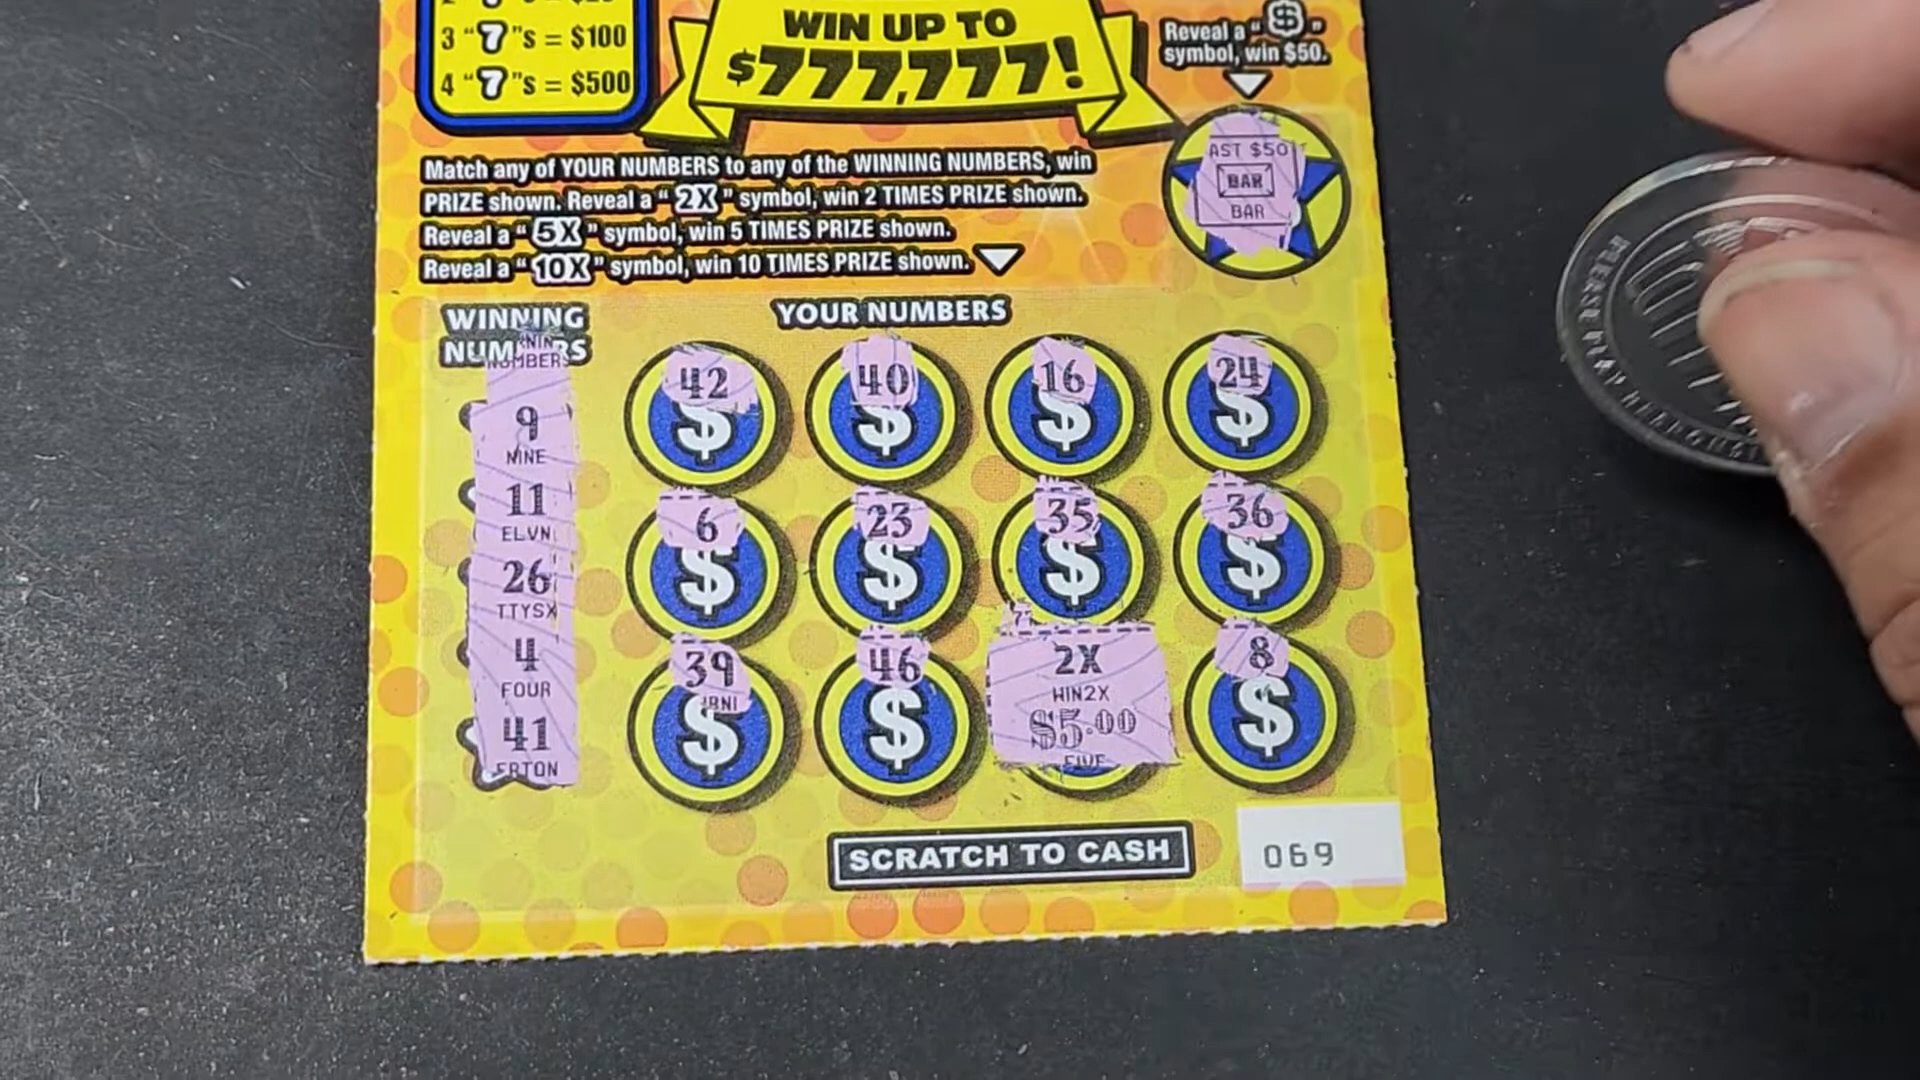 3 "7"s = $100
4 "7"s = $500
WIN UP TO
$777,777!
Reveal a "$"
symbol, win $50.
AST $50
BAR
BAR
Match any of YOUR NUMBERS to any of the WINNING NUMBERS, win
PRIZE shown. Reveal a "2X" symbol, win 2 TIMES PRIZE shown.
Reveal a "5X" symbol, win 5 TIMES PRIZE shown.
Reveal a "10X" symbol, win 10 TIMES PRIZE shown.
WINNING
NUMBERS
YOUR NUMBERS
9
NINE
11
ELVN
26
TTYSX
4
FOUR
41
42 40 16 24
$ $ $ $
6 23 35 36
$ $ $ $
39 46 2X 8
WIN2X
$ $ $5.00 $
FIVE
SCRATCH TO CASH
069